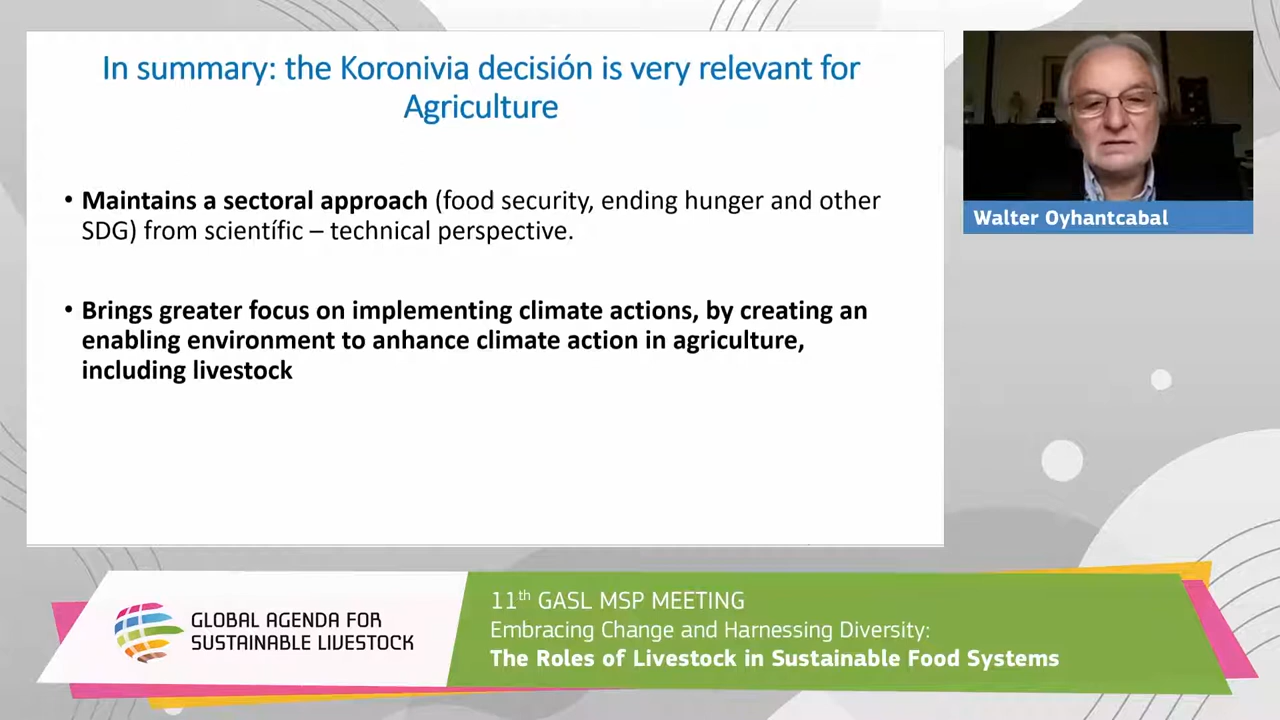 In summary: the Koronivia decisión is very relevant for
Agriculture
• Maintains a sectoral approach (food security, ending hunger and other
SDG) from scientífic – technical perspective.
• Brings greater focus on implementing climate actions, by creating an
enabling environment to anhance climate action in agriculture,
including livestock
Walter Oyhantcabal
GLOBAL AGENDA FOR
SUSTAINABLE LIVESTOCK
11th GASL MSP MEETING
Embracing Change and Harnessing Diversity:
The Roles of Livestock in Sustainable Food Systems